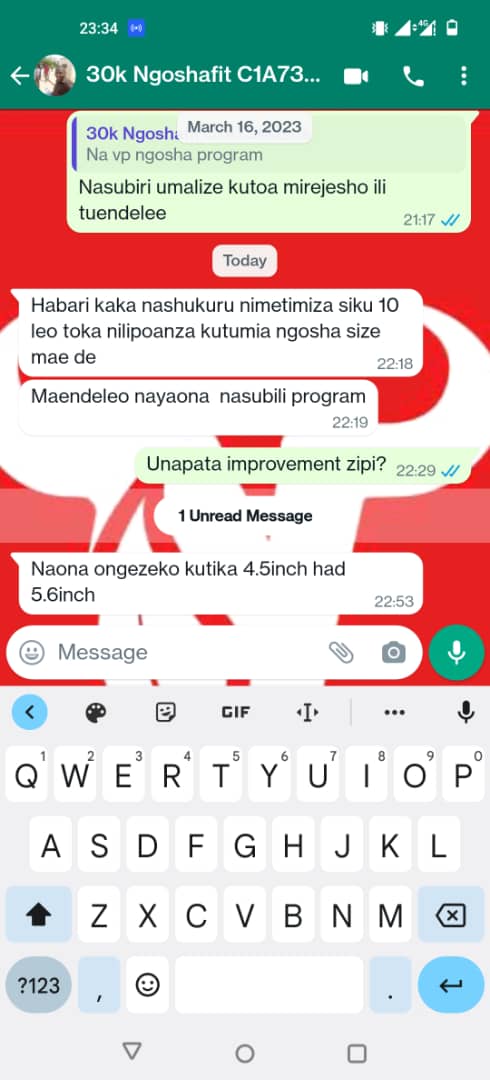 23:34
4G
30k Ngoshafit C1A73...
March 16, 2023
30k Ngosha
Na vp ngosha program
Nasubiri umalize kutoa mirejesho ili
tuendelee
21:17
Today
Habari kaka nashukuru nimetimiza siku 10
leo toka nilipoanza kutumia ngosha size
mae de
22:18
Maendeleo nayaona nasubili program
22:19
Unapata improvement zipi?
22:29
1 Unread Message
Naona ongezeko kutika 4.5inch had
5.6inch
22:53
Message
GIF
1 2 3 4 5 6 7 8 9 0
Q W E R T Y U I O P
A S D F G H J K L
Z X C V B N M
?123 , .